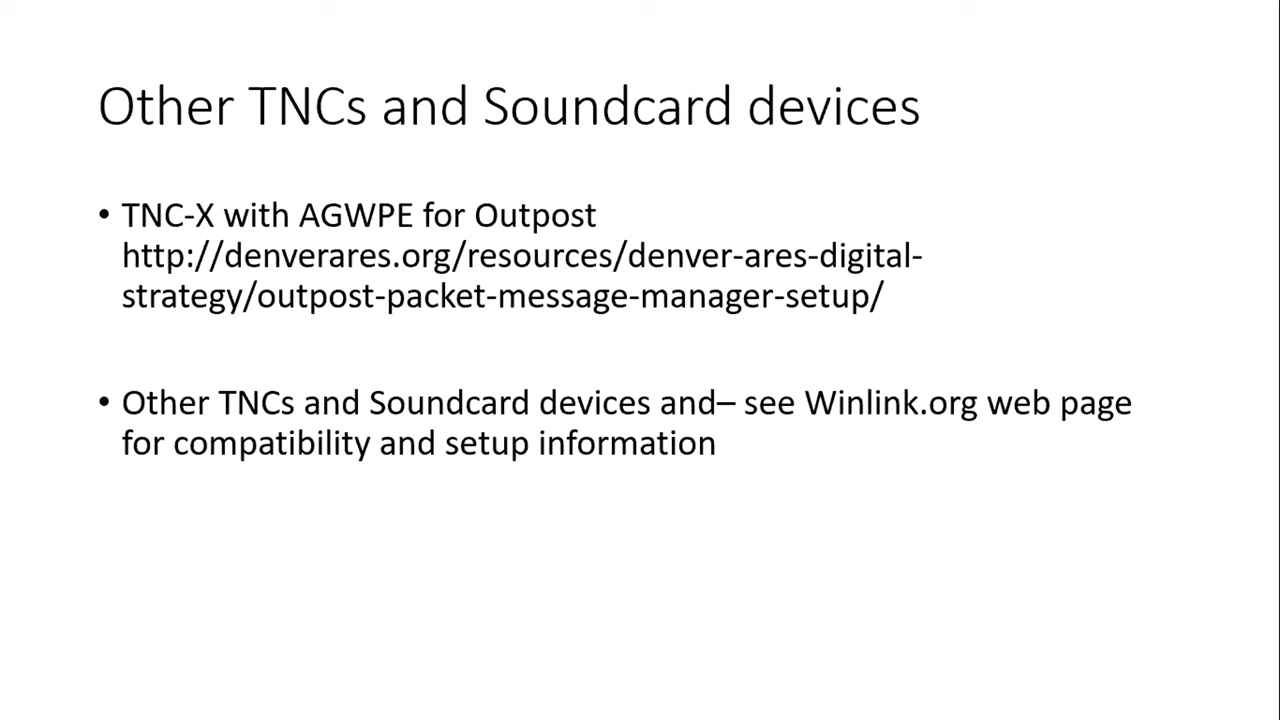 Other TNCs and Soundcard devices
• TNC-X with AGWPE for Outpost
http://denverares.org/resources/denver-ares-digital-
strategy/outpost-packet-message-manager-setup/
• Other TNCs and Soundcard devices and– see Winlink.org web page
for compatibility and setup information